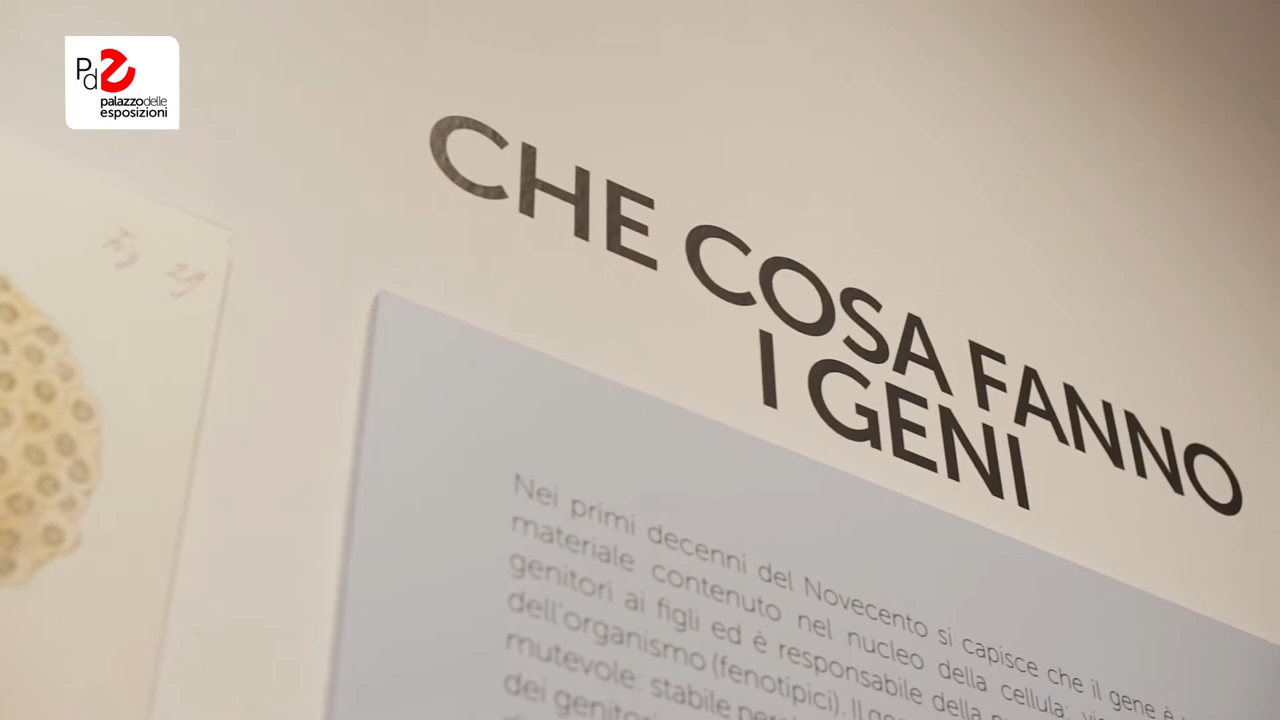 Pd
palazzodelle
esposizioni
CHE COSA FANNO
I GENI
Nei primi decenni del Novecento si capisce che il gene è
materiale contenuto nel nucleo della cellula;
genitori ai figli ed è responsabile della
dell'organismo (fenotipici). Il
mutevole: stabile
dei